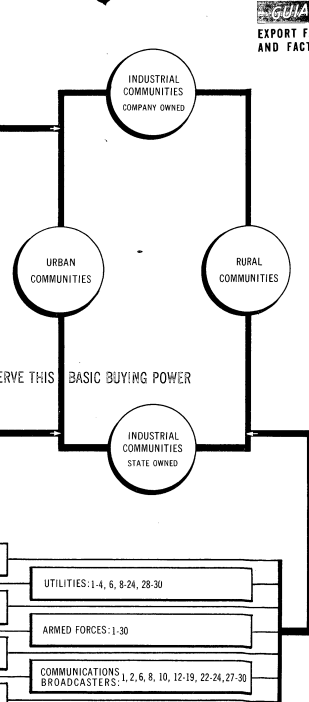 GUIA
EXPORT F
AND FACT
INDUSTRIAL
COMMUNITIES
COMPANY OWNED
URBAN
COMMUNITIES
RURAL
COMMUNITIES
ERVE THIS BASIC BUYING POWER
INDUSTRIAL
COMMUNITIES
STATE OWNED
UTILITIES: 1-4, 6, 8-24, 28-30
ARMED FORCES: 1-30
COMMUNICATIONS
BROADCASTERS: 1, 2, 6, 8, 10, 12-19, 22-24, 27-30